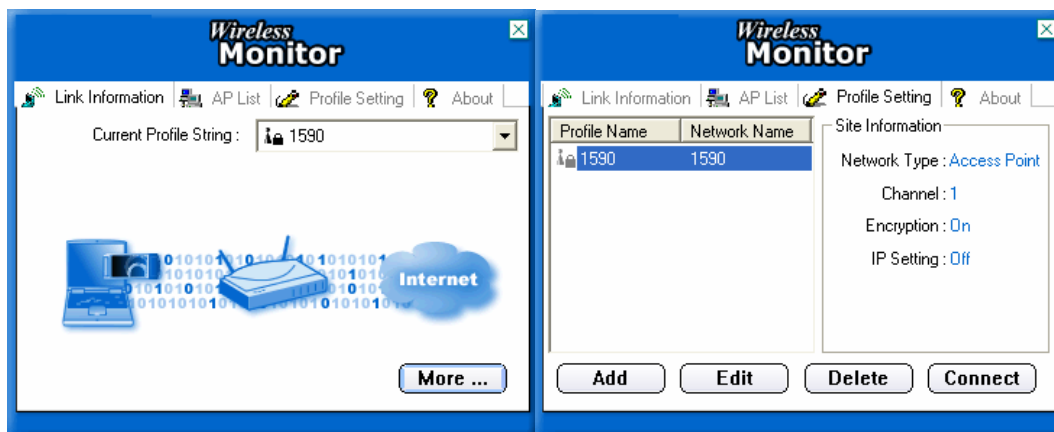 Wireless
Monitor
Link Information AP List Profile Setting About
Current Profile String : 1590
Internet
More ...
Wireless
Monitor
Link Information AP List Profile Setting About
Profile Name Network Name
1590 1590
Site Information
Network Type : Access Point
Channel : 1
Encryption : On
IP Setting : Off
Add Edit Delete Connect